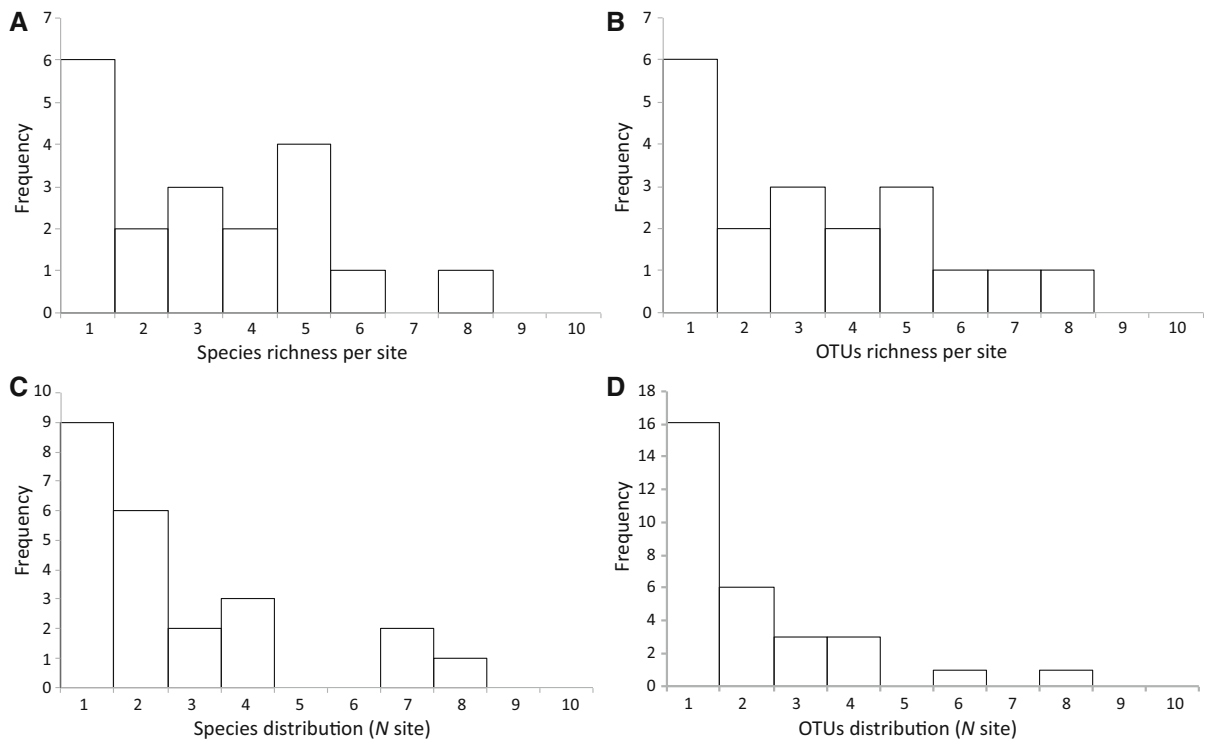 A
7
6
5
4
3
2
1
0
Frequency
1 2 3 4 5 6 7 8 9 10
Species richness per site
B
7
6
5
4
3
2
1
0
Frequency
1 2 3 4 5 6 7 8 9 10
OTUs richness per site
C
10
9
8
7
6
5
4
3
2
1
0
Frequency
1 2 3 4 5 6 7 8 9 10
Species distribution (N site)
D
18
16
14
12
10
8
6
4
2
0
Frequency
1 2 3 4 5 6 7 8 9 10
OTUs distribution (N site)